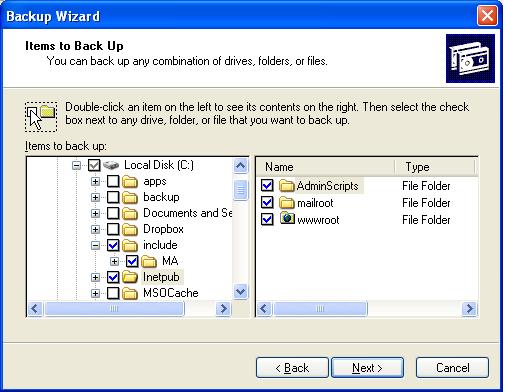 Backup Wizard
Items to Back Up
You can back up any combination of drives, folders, or files.
Double-click an item on the left to see its contents on the right. Then select the check
box next to any drive, folder, or file that you want to back up.
Items to back up:
Local Disk (C:)
apps
backup
Documents and Se
Dropbox
include
MA
Inetpub
MSOCache
Name Type
AdminScripts File Folder
mailroot File Folder
wwwroot File Folder
< Back Next > Cancel